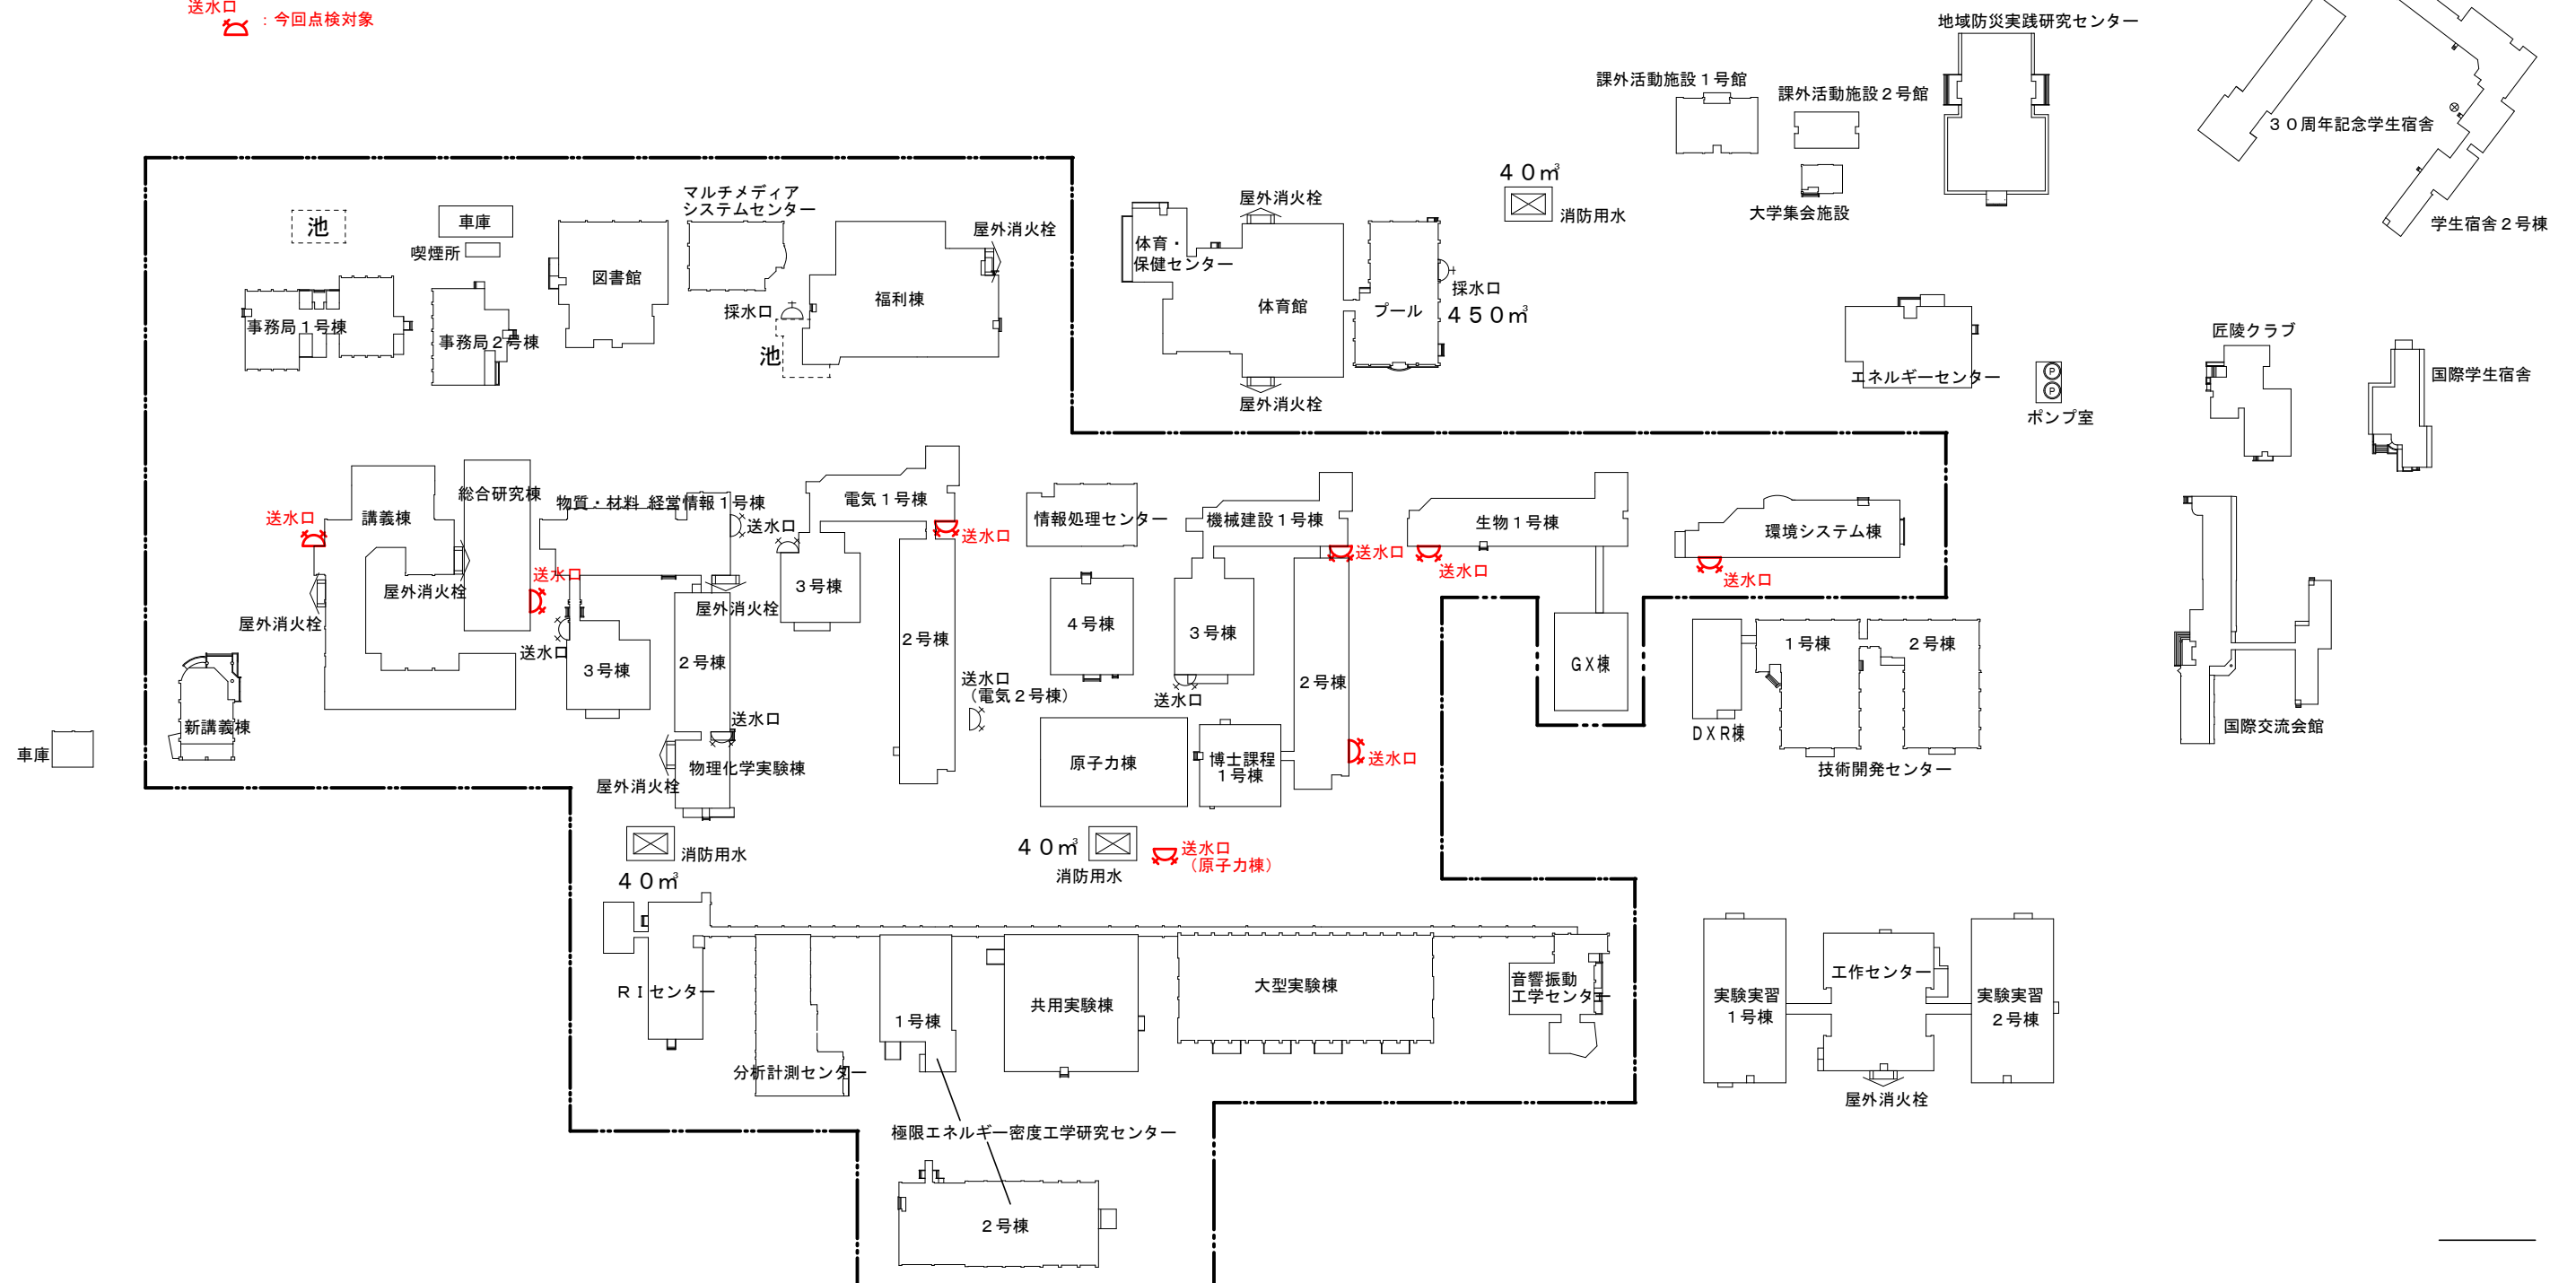 送水口
：今回点検対象
地域防災実践研究センター
課外活動施設１号館
課外活動施設２号館
３０周年記念学生宿舎
４０㎥
消防用水
大学集会施設
学生宿舎２号棟
池
車庫
喫煙所
マルチメディア
システムセンター
屋外消火栓
図書館
福利棟
採水口
池
事務局１号棟
事務局２号棟
屋外消火栓
体育・
保健センター
体育館
プール
採水口
４５０㎥
屋外消火栓
エネルギーセンター
P
P
ポンプ室
匠陵クラブ
国際学生宿舎
送水口
講義棟
総合研究棟
物質・材料 経営情報１号棟
送水口
電気１号棟
送水口
情報処理センター
機械建設１号棟
送水口
生物１号棟
送水口
環境システム棟
送水口
屋外消火栓
屋外消火栓
送水口
送水口
３号棟
２号棟
屋外消火栓
３号棟
２号棟
４号棟
３号棟
送水口
２号棟
GX棟
１号棟
２号棟
DXR棟
技術開発センター
国際交流会館
新講義棟
車庫
送水口
物理化学実験棟
屋外消火栓
送水口
（電気２号棟）
原子力棟
博士課程
１号棟
送水口
消防用水
４０㎥
４０㎥
消防用水
送水口
（原子力棟）
ＲＩセンター
分析計測センター
１号棟
共用実験棟
大型実験棟
音響振動
工学センター
実験実習
１号棟
工作センター
実験実習
２号棟
屋外消火栓
極限エネルギー密度工学研究センター
２号棟